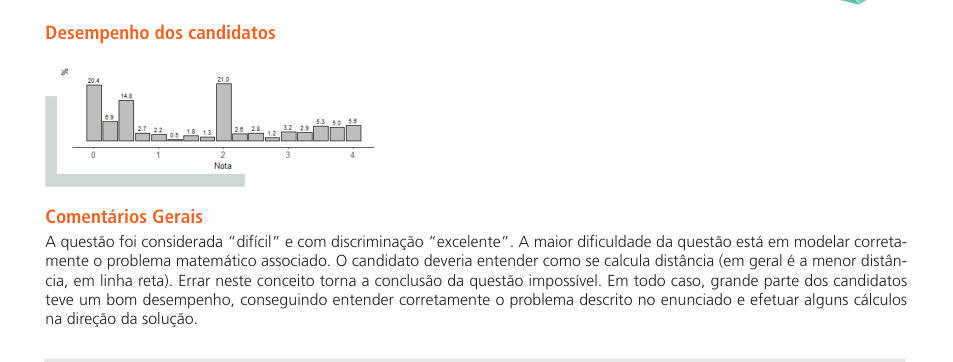 Desempenho dos candidatos
%
20.4
6.9
14.8
2.7
2.2
0.5
1.8
1.3
21.0
2.6
2.8
1.2
3.2
2.9
5.3
5.0
5.6
0 1 2 3 4
Nota
Comentários Gerais
A questão foi considerada “difícil” e com discriminação “excelente”. A maior dificuldade da questão está em modelar correta-
mente o problema matemático associado. O candidato deveria entender como se calcula distância (em geral é a menor distân-
cia, em linha reta). Errar neste conceito torna a conclusão da questão impossível. Em todo caso, grande parte dos candidatos
teve um bom desempenho, conseguindo entender corretamente o problema descrito no enunciado e efetuar alguns cálculos
na direção da solução.